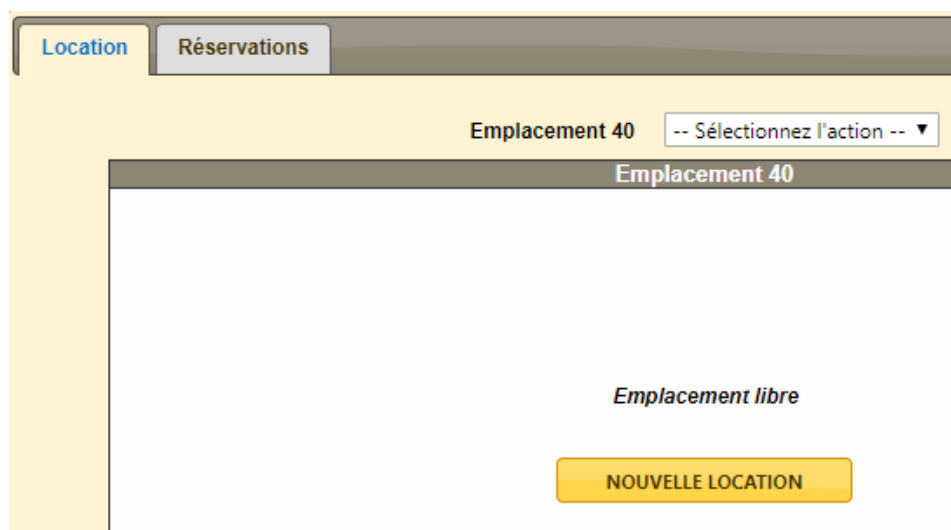 Location Réservations
Emplacement 40 -- Sélectionnez l'action --
Emplacement 40
Emplacement libre
NOUVELLE LOCATION